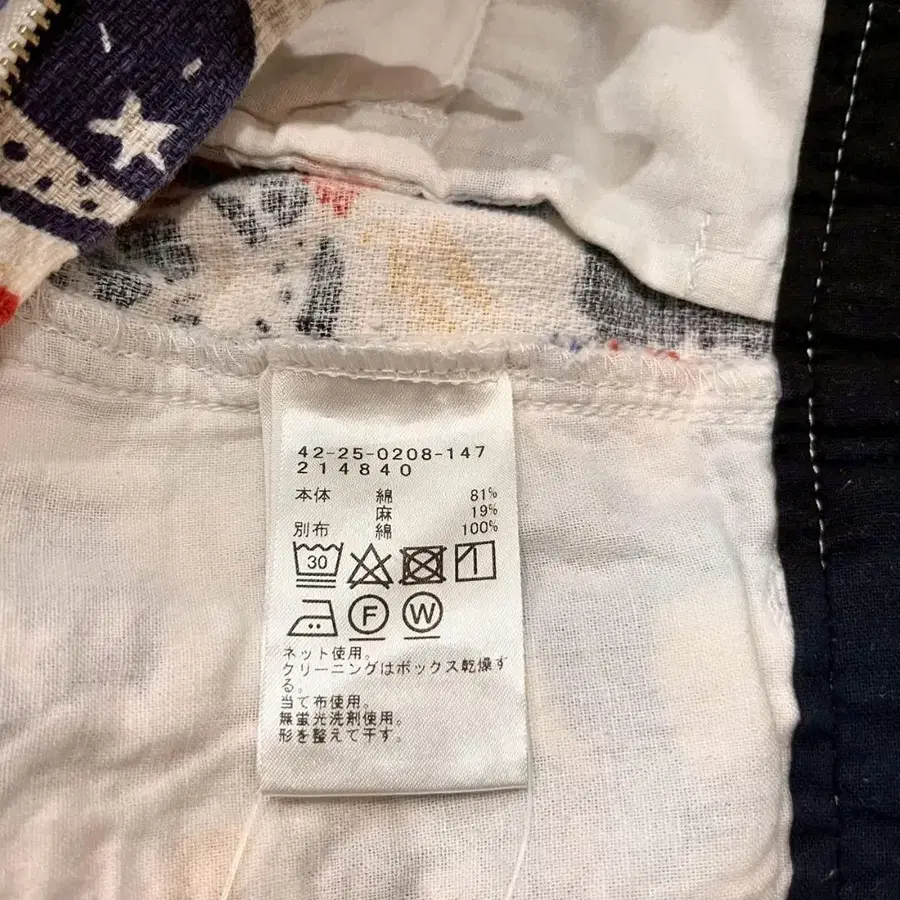 42-25-0208-147
214840
本体 綿 81%
麻 19%
別布 綿 100%
30
F W
ネット使用。
クリーニングはボックス乾燥す
る。
当て布使用。
無蛍光洗剤使用。
形を整えて干す。